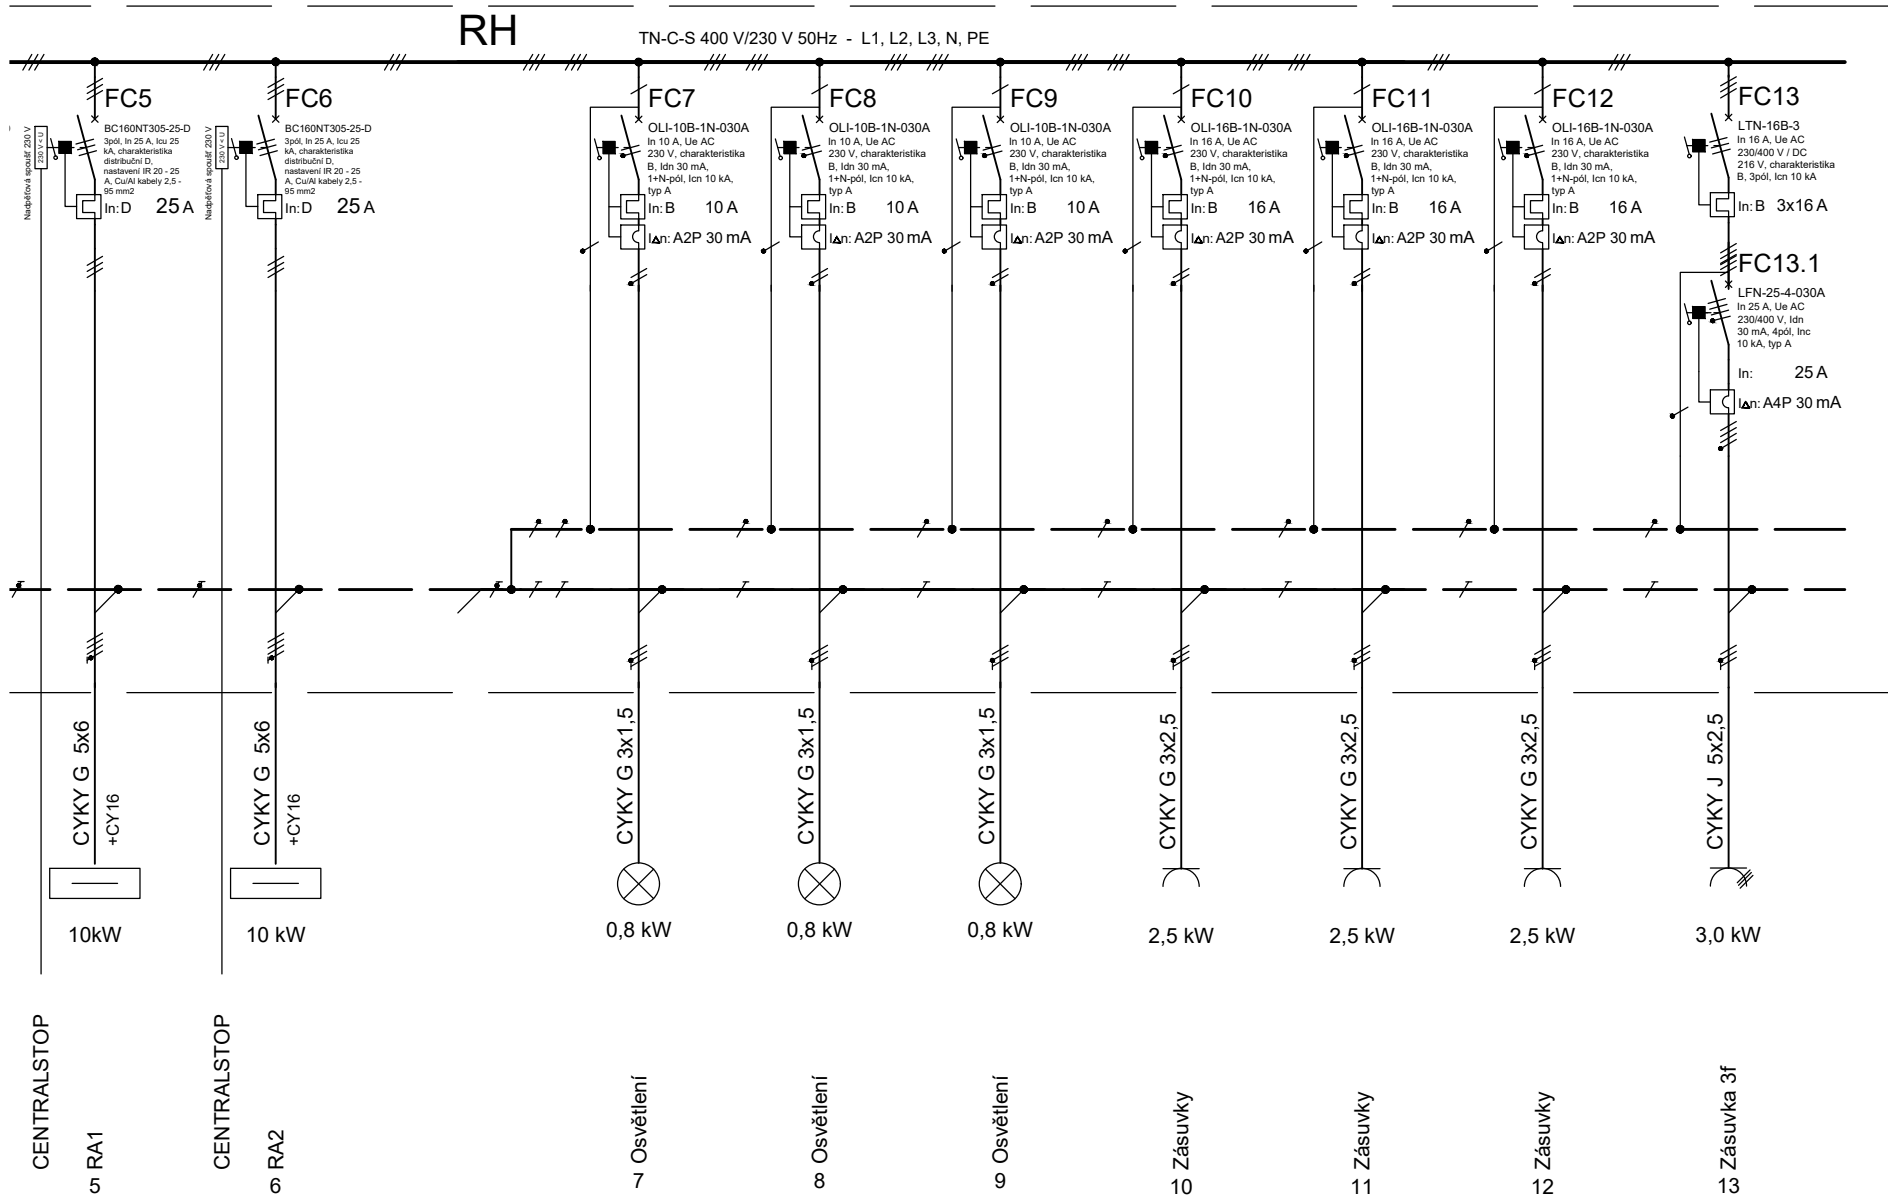 RH
TN-C-S 400 V/230 V 50Hz - L1, L2, L3, N, PE
FC5
BC160NT305-25-D
3pól, In 25 A, Icu 25
kA, charakteristika
distribuční D,
nastavení IR 20 - 25
A, Cu/Al kabely 2,5 -
95 mm2
In: D 25 A
Nadpěťová spoušť 230 V
230 V < U
FC6
BC160NT305-25-D
3pól, In 25 A, Icu 25
kA, charakteristika
distribuční D,
nastavení IR 20 - 25
A, Cu/Al kabely 2,5 -
95 mm2
In: D 25 A
Nadpěťová spoušť 230 V
230 V < U
FC7
OLI-10B-1N-030A
In 10 A, Ue AC
230 V, charakteristika
B, Idn 30 mA,
1+N-pól, Icn 10 kA,
typ A
In: B 10 A
IΔn: A2P 30 mA
FC8
OLI-10B-1N-030A
In 10 A, Ue AC
230 V, charakteristika
B, Idn 30 mA,
1+N-pól, Icn 10 kA,
typ A
In: B 10 A
IΔn: A2P 30 mA
FC9
OLI-10B-1N-030A
In 10 A, Ue AC
230 V, charakteristika
B, Idn 30 mA,
1+N-pól, Icn 10 kA,
typ A
In: B 10 A
IΔn: A2P 30 mA
FC10
OLI-16B-1N-030A
In 16 A, Ue AC
230 V, charakteristika
B, Idn 30 mA,
1+N-pól, Icn 10 kA,
typ A
In: B 16 A
IΔn: A2P 30 mA
FC11
OLI-16B-1N-030A
In 16 A, Ue AC
230 V, charakteristika
B, Idn 30 mA,
1+N-pól, Icn 10 kA,
typ A
In: B 16 A
IΔn: A2P 30 mA
FC12
OLI-16B-1N-030A
In 16 A, Ue AC
230 V, charakteristika
B, Idn 30 mA,
1+N-pól, Icn 10 kA,
typ A
In: B 16 A
IΔn: A2P 30 mA
FC13
LTN-16B-3
In 16 A, Ue AC
230/400 V / DC
216 V, charakteristika
B, 3pól, Icn 10 kA
In: B 3x16 A
FC13.1
LFN-25-4-030A
In 25 A, Ue AC
230/400 V, Idn
30 mA, 4pól, Inc
10 kA, typ A
In: 25 A
IΔn: A4P 30 mA
CYKY G 5x6
+CY16
CYKY G 5x6
+CY16
CYKY G 3x1,5
CYKY G 3x1,5
CYKY G 3x1,5
CYKY G 3x2,5
CYKY G 3x2,5
CYKY G 3x2,5
CYKY J 5x2,5
10kW
10 kW
0,8 kW
0,8 kW
0,8 kW
2,5 kW
2,5 kW
2,5 kW
3,0 kW
CENTRALSTOP
RA1
CENTRALSTOP
RA2
Osvětlení
Osvětlení
Osvětlení
Zásuvky
Zásuvky
Zásuvky
Zásuvka 3f
5
6
7
8
9
10
11
12
13